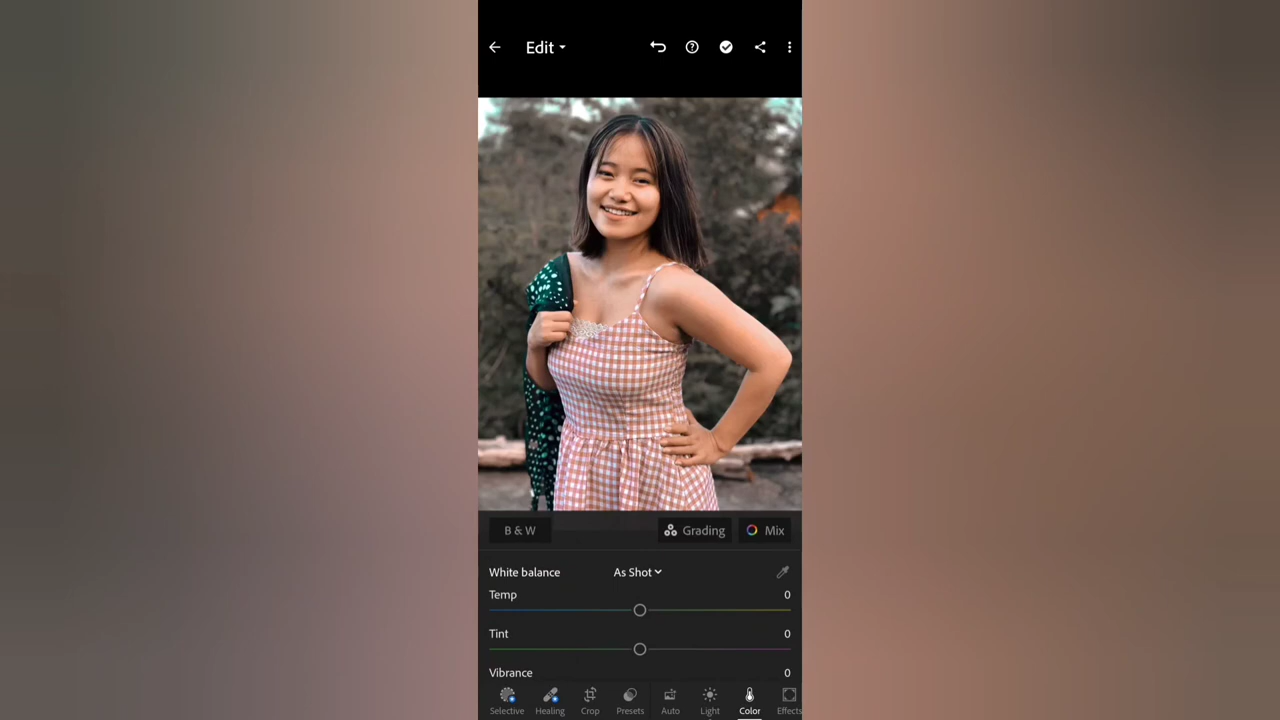 Edit
B & W Grading Mix
White balance As Shot
Temp 0
Tint 0
Vibrance 0
Selective Healing Crop Presets Auto Light Color Effects